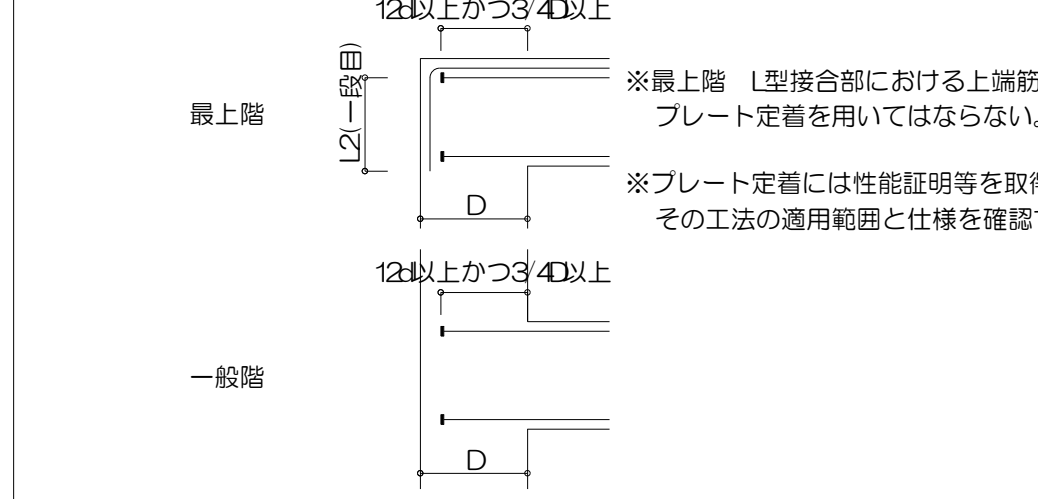 12d以上かつ3/4D以上
L2(一段目)
最上階
※最上階 L型接合部における上端筋
プレート定着を用いてはならない。
※プレート定着には性能証明等を取得
その工法の適用範囲と仕様を確認
D
12d以上かつ3/4D以上
一般階
D